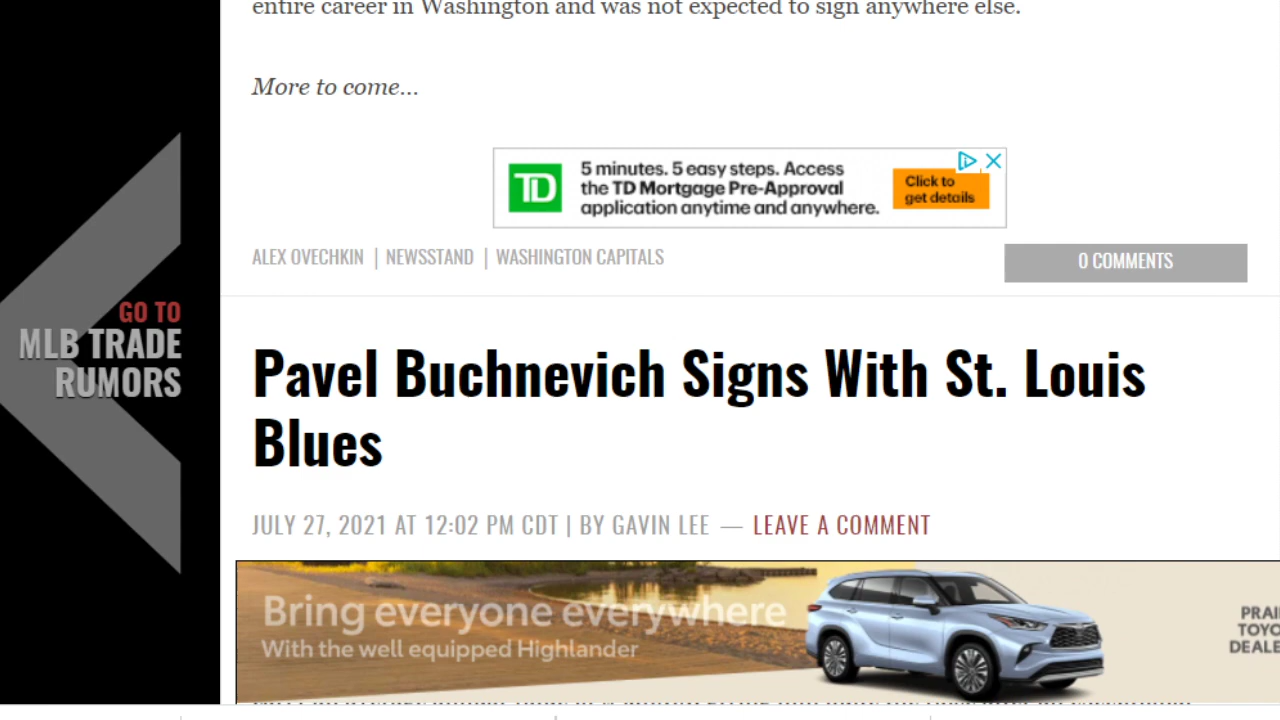 entire career in Washington and was not expected to sign anywhere else.
More to come...
TD
5 minutes. 5 easy steps. Access
the TD Mortgage Pre-Approval
application anytime and anywhere.
Click to
get details
ALEX OVECHKIN | NEWSSTAND | WASHINGTON CAPITALS
0 COMMENTS
GO TO
MLB TRADE
RUMORS
Pavel Buchnevich Signs With St. Louis
Blues
JULY 27, 2021 AT 12:02 PM CDT | BY GAVIN LEE — LEAVE A COMMENT
Bring everyone everywhere
With the well equipped Highlander
PRAI
TOYO
DEALE